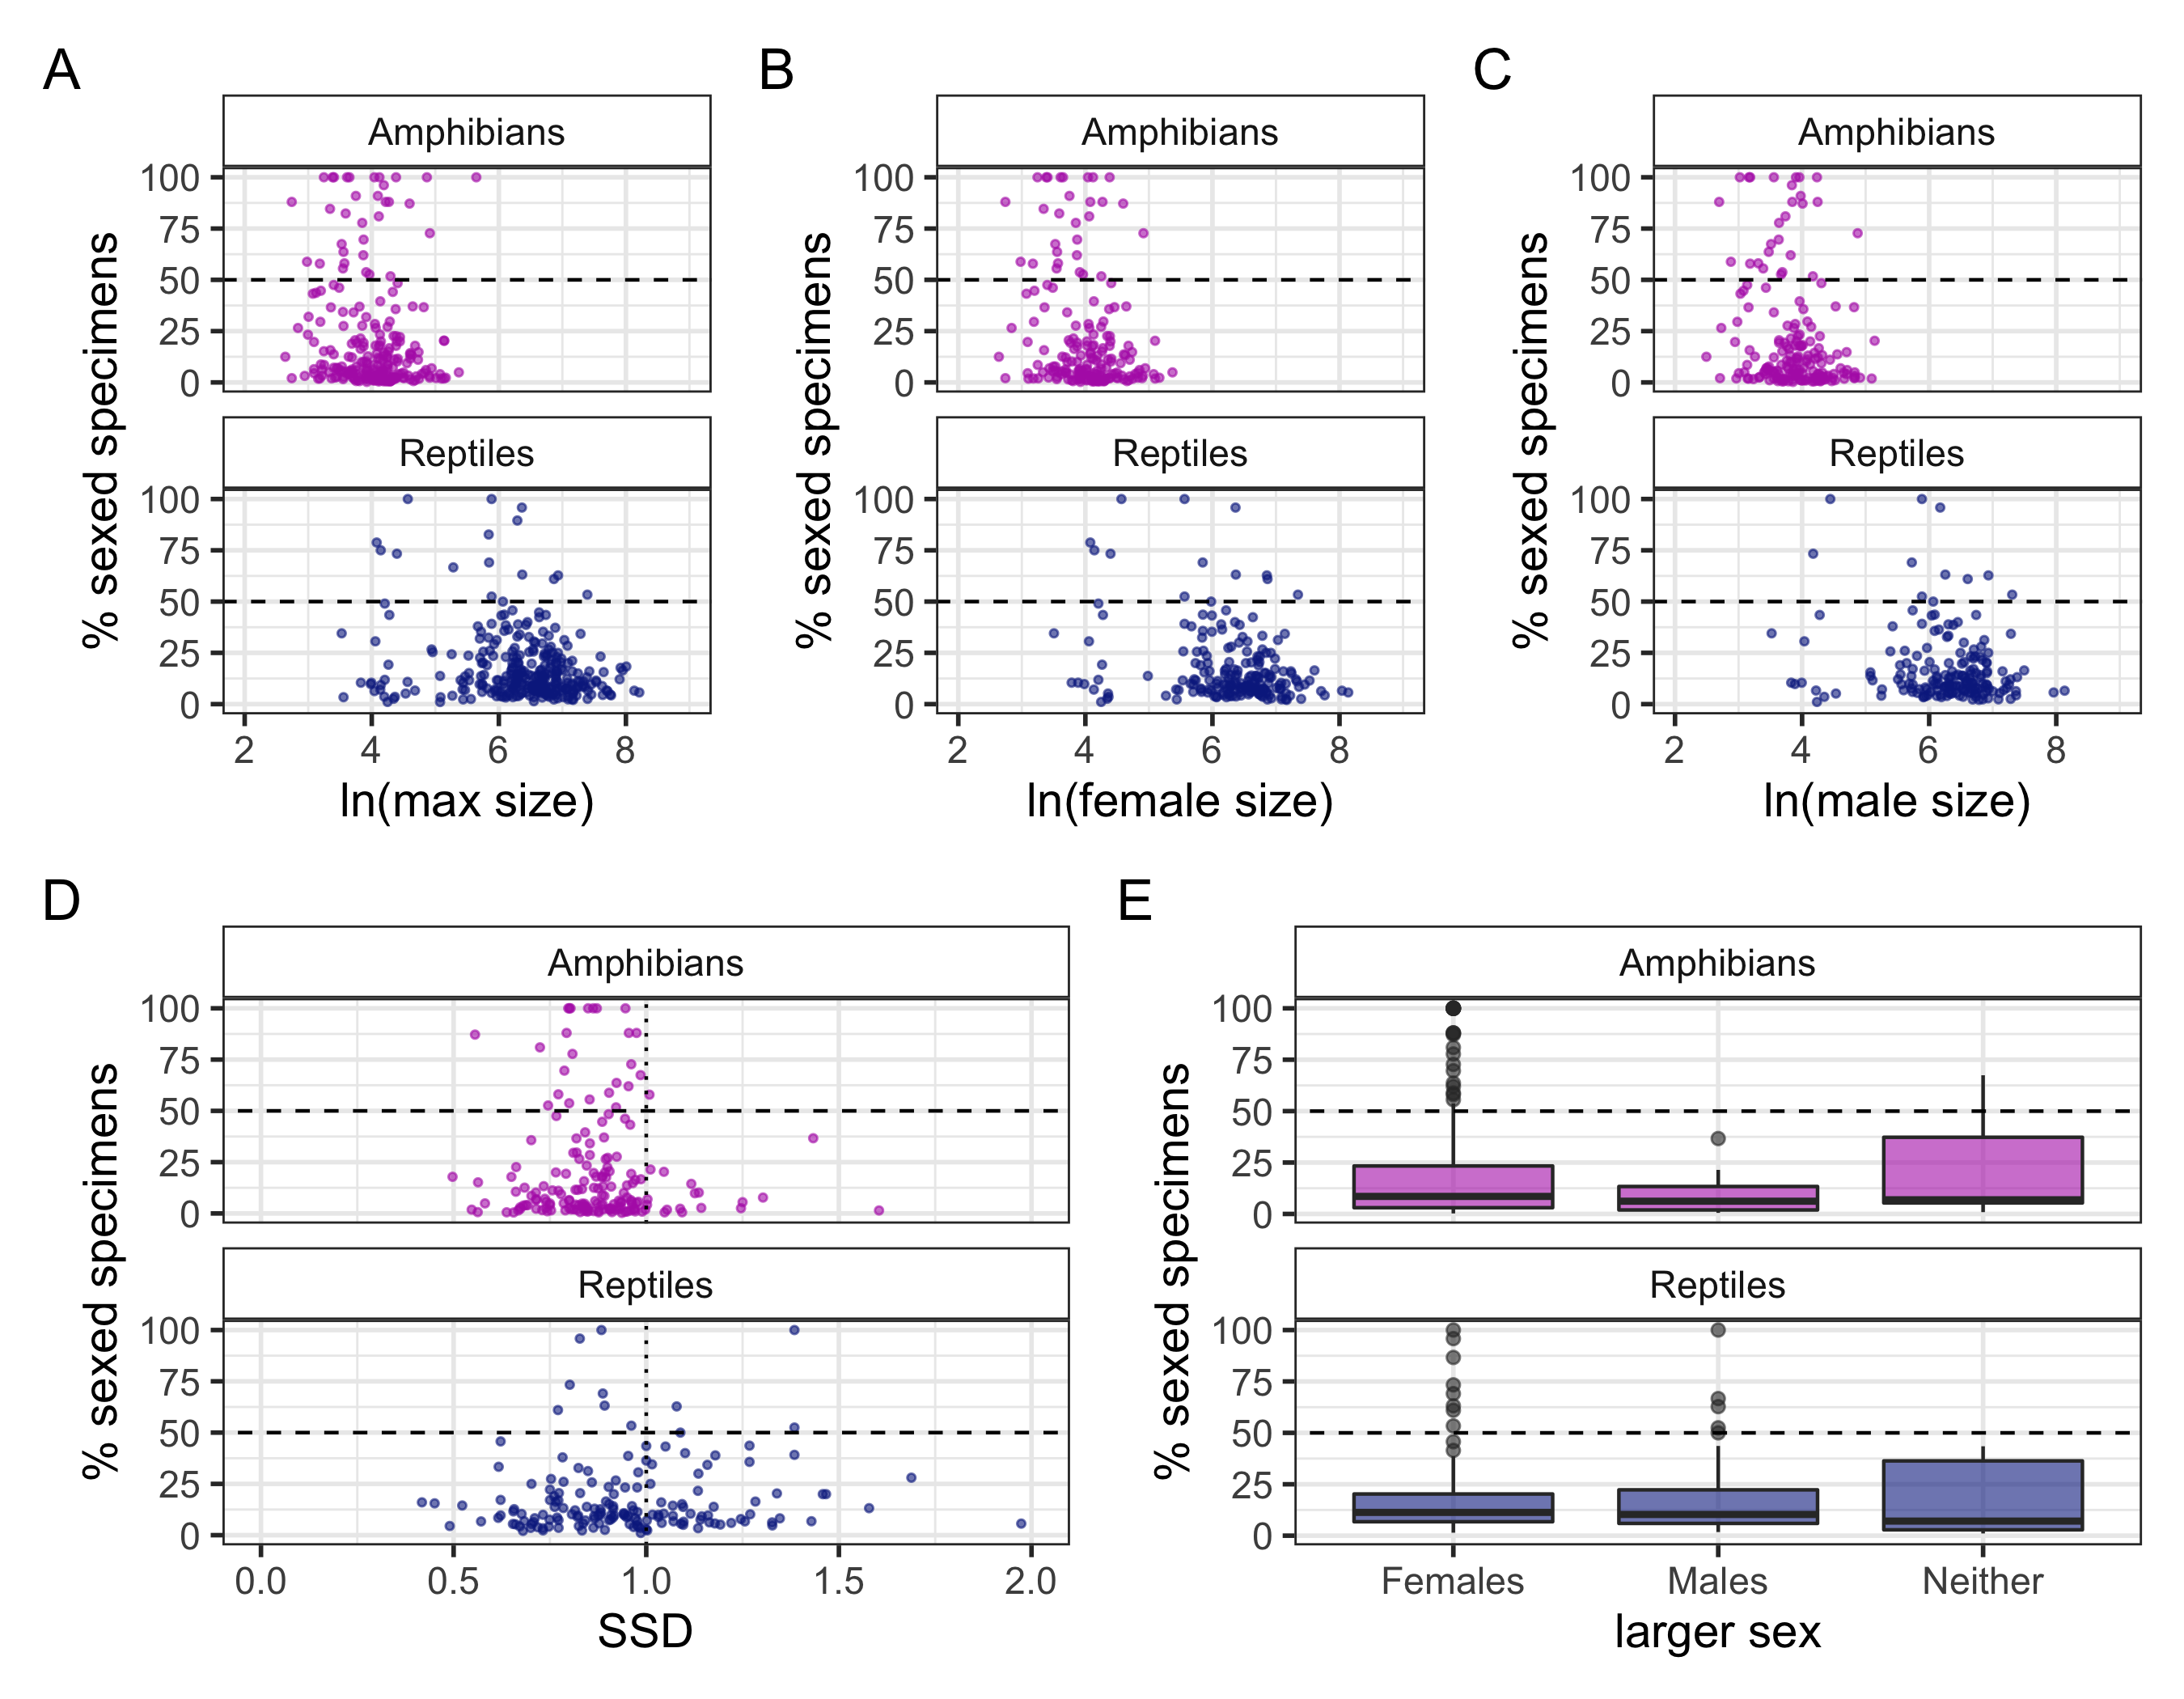 A
B
C
Amphibians
Amphibians
Amphibians
% sexed specimens
100
75
50
25
0
% sexed specimens
100
75
50
25
0
% sexed specimens
100
75
50
25
0
Reptiles
Reptiles
Reptiles
100
75
50
25
0
100
75
50
25
0
100
75
50
25
0
2 4 6 8
2 4 6 8
2 4 6 8
ln(max size)
ln(female size)
ln(male size)
D
E
Amphibians
Amphibians
% sexed specimens
100
75
50
25
0
% sexed specimens
100
75
50
25
0
Reptiles
Reptiles
100
75
50
25
0
100
75
50
25
0
0.0 0.5 1.0 1.5 2.0
Females Males Neither
SSD
larger sex